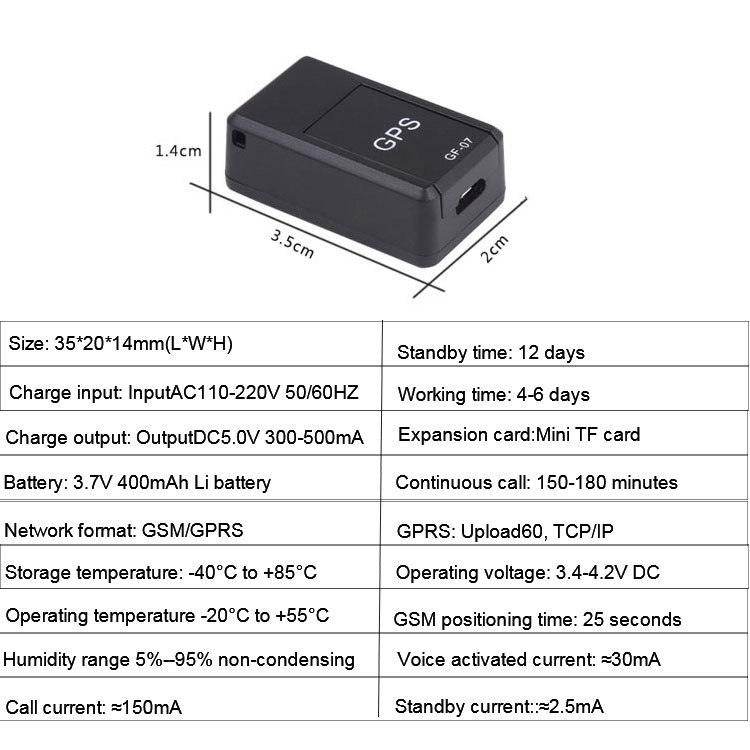 1.4cm
GPS
GF-07
3.5cm
2cm
Size: 35*20*14mm(L*W*H)
Standby time: 12 days
Charge input: InputAC110-220V 50/60HZ
Working time: 4-6 days
Charge output: OutputDC5.0V 300-500mA
Expansion card:Mini TF card
Battery: 3.7V 400mAh Li battery
Continuous call: 150-180 minutes
Network format: GSM/GPRS
GPRS: Upload60, TCP/IP
Storage temperature: -40°C to +85°C
Operating voltage: 3.4-4.2V DC
Operating temperature -20°C to +55°C
GSM positioning time: 25 seconds
Humidity range 5%–95% non-condensing
Voice activated current: ≈30mA
Call current: ≈150mA
Standby current::≈2.5mA